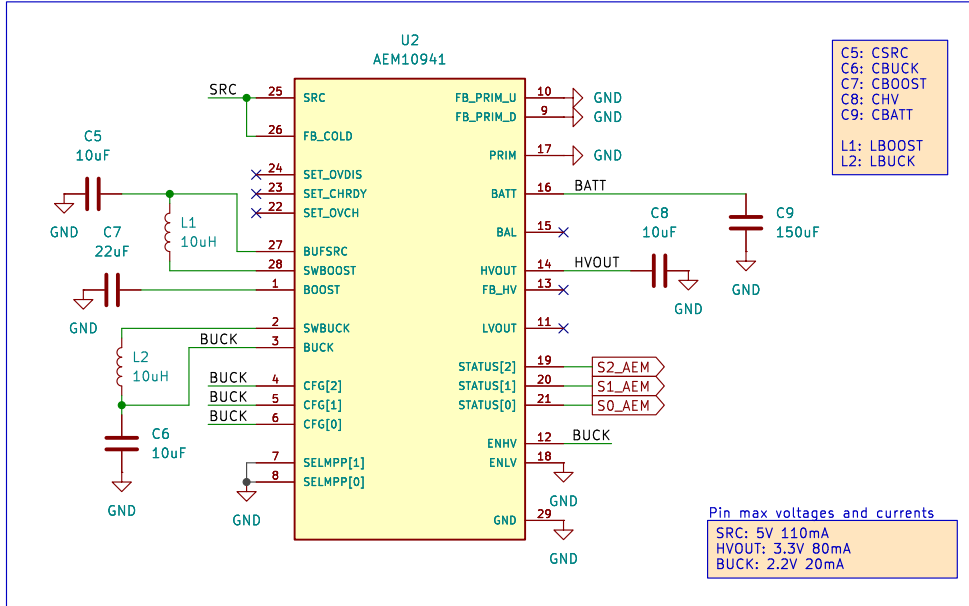 U2
AEM10941
SRC
25
SRC
26
FB_COLD
24
SET_OVDIS
23
SET_CHRDY
22
SET_OVCH
27
BUFSRC
28
SWBOOST
1
BOOST
2
SWBUCK
BUCK
3
BUCK
BUCK
4
CFG[2]
BUCK
5
CFG[1]
BUCK
6
CFG[0]
7
SELMPP[1]
8
SELMPP[0]
GND
C5
10uF
GND
L1
10uH
C7
22uF
GND
L2
10uH
C6
10uF
GND
FB_PRIM_U
10
GND
FB_PRIM_D
9
GND
PRIM
17
GND
BATT
16
BATT
BAL
15
HVOUT
14
HVOUT
FB_HV
13
LVOUT
11
STATUS[2]
19
S2_AEM
STATUS[1]
20
S1_AEM
STATUS[0]
21
S0_AEM
ENHV
12
BUCK
ENLV
18
GND
GND
29
GND
C8
10uF
GND
C9
150uF
GND
C5: CSRC
C6: CBUCK
C7: CBOOST
C8: CHV
C9: CBATT
L1: LBOOST
L2: LBUCK
Pin max voltages and currents
SRC: 5V 110mA
HVOUT: 3.3V 80mA
BUCK: 2.2V 20mA